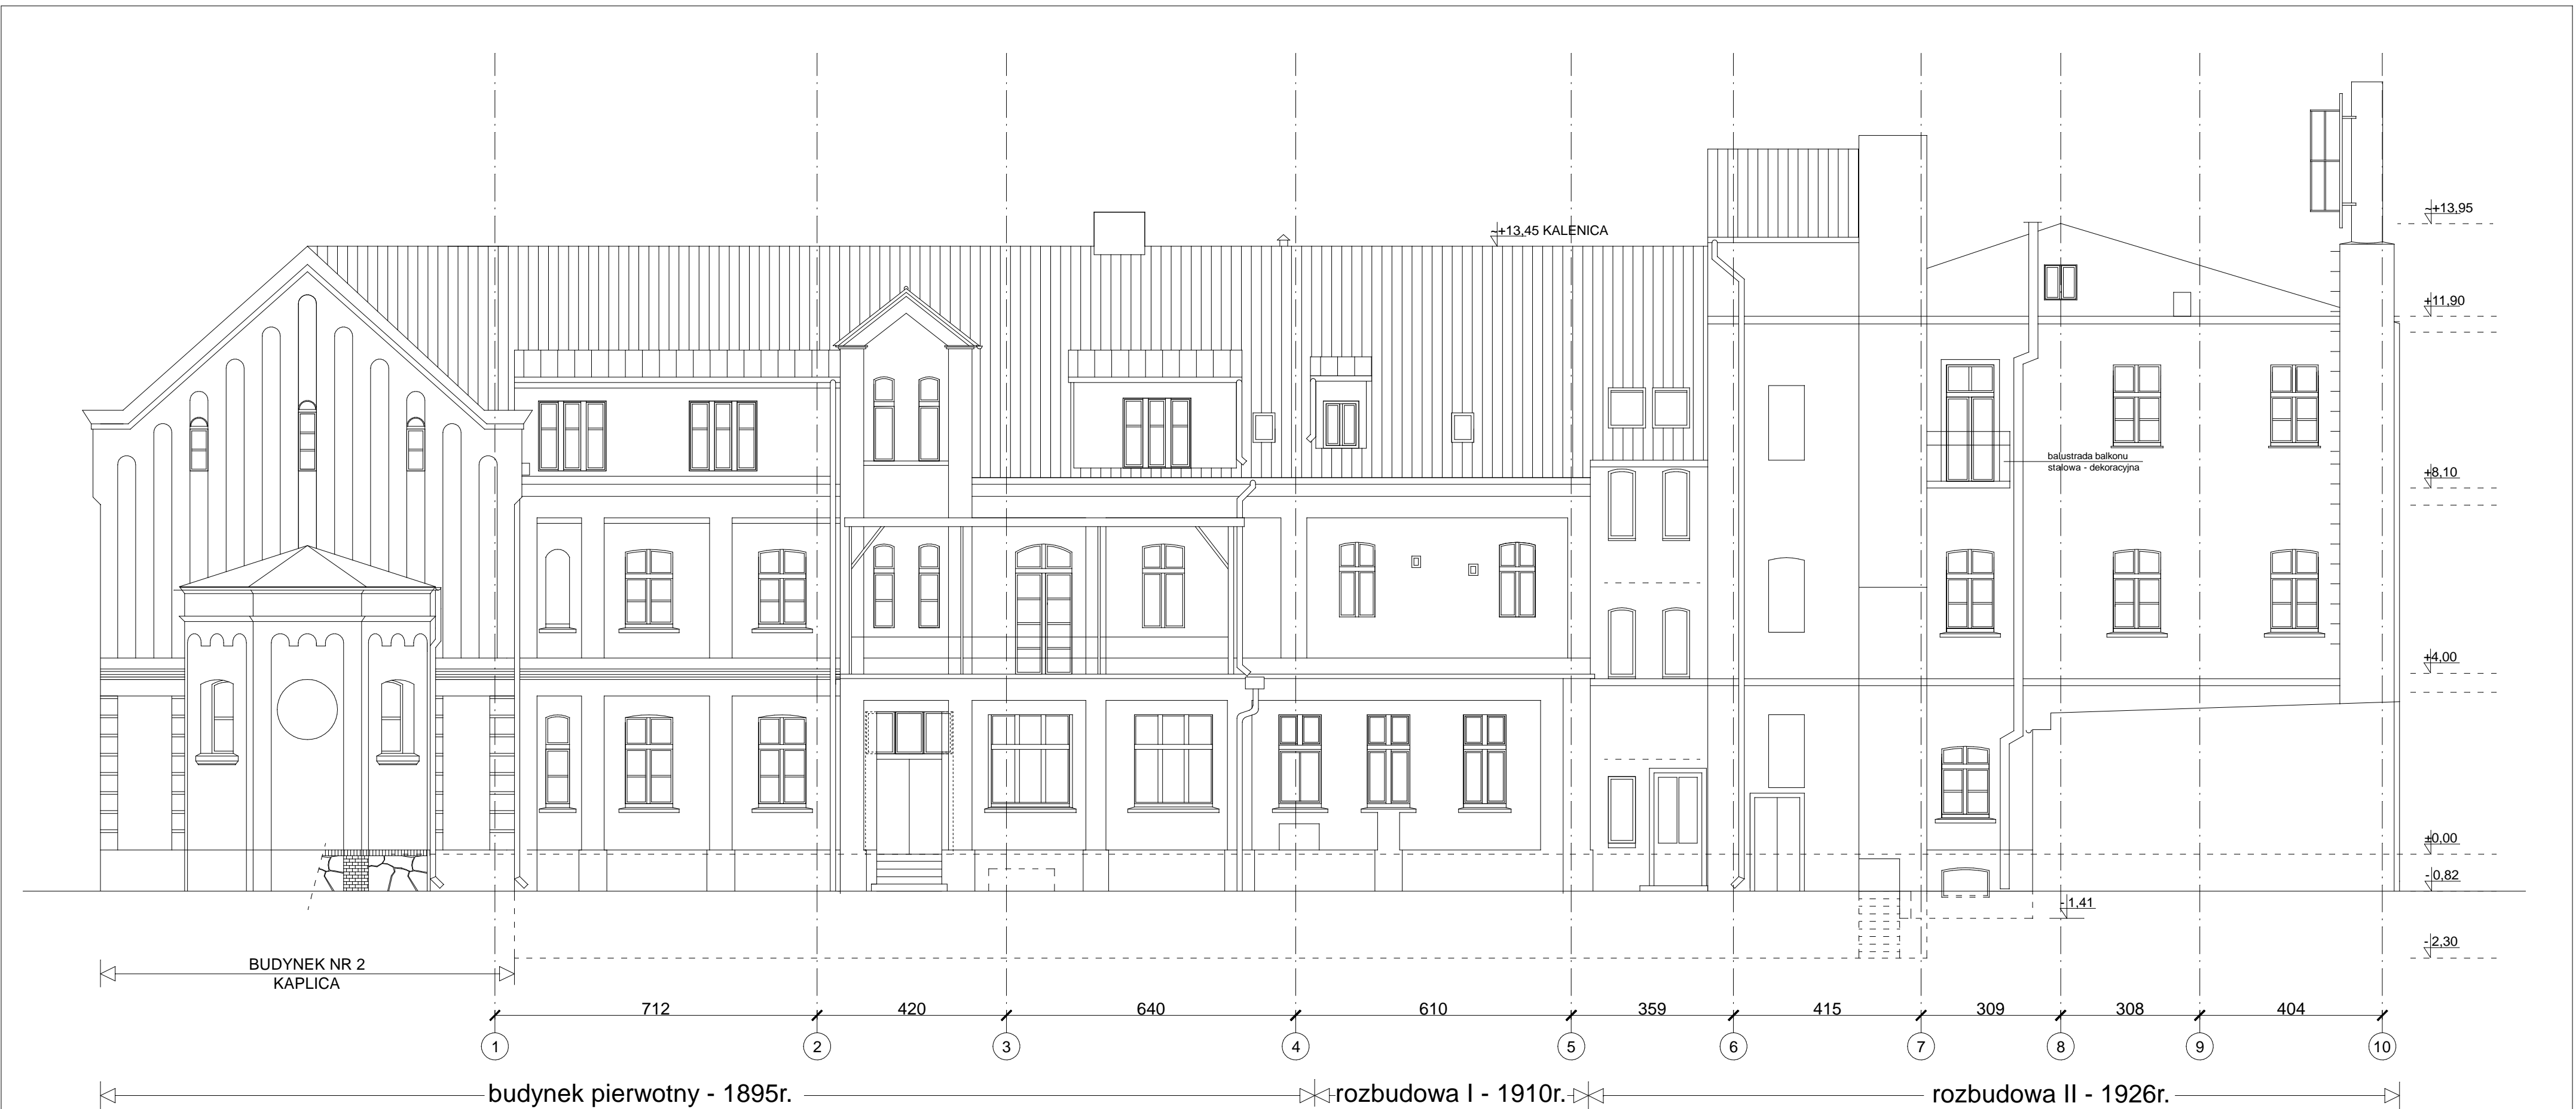 ~+13,95
~+13,45 KALENICA
+11,90
balustrada balkonu
stalowa - dekoracyjna
+8,10
+4,00
±0,00
- 0,82
- 1,41
- 2,30
BUDYNEK NR 2
KAPLICA
712 420 640 610 359 415 309 308 404
1 2 3 4 5 6 7 8 9 10
budynek pierwotny - 1895r. rozbudowa I - 1910r. rozbudowa II - 1926r.